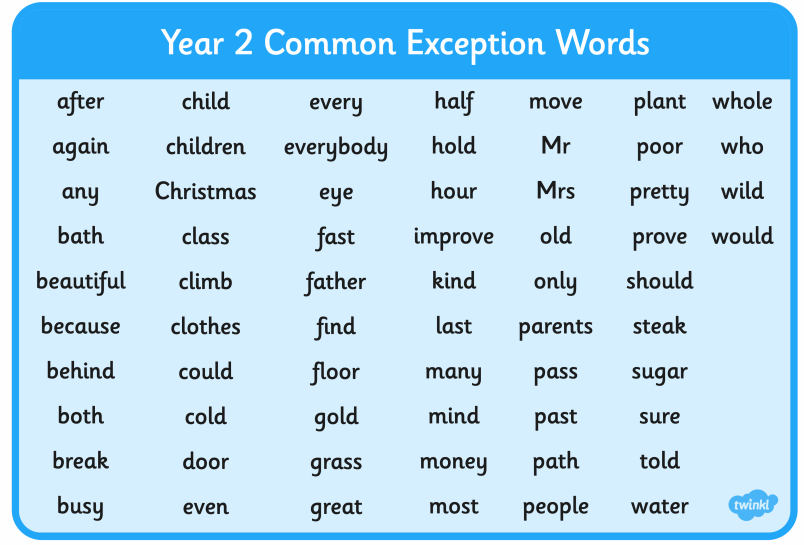 Year 2 Common Exception Words
after child every half move plant whole
again children everybody hold Mr poor who
any Christmas eye hour Mrs pretty wild
bath class fast improve old prove would
beautiful climb father kind only should
because clothes find last parents steak
behind could floor many pass sugar
both cold gold mind past sure
break door grass money path told
busy even great most people water
twinkl